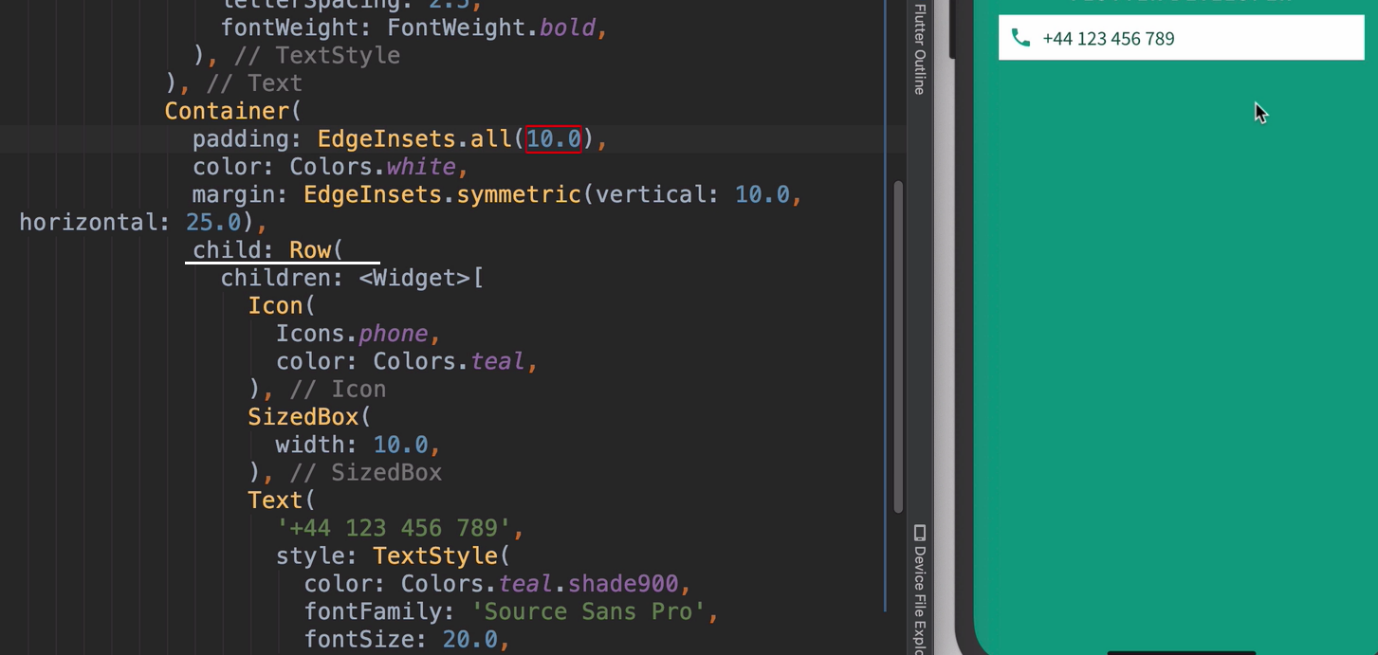 letterSpacing: 2.5,
fontWeight: FontWeight.bold,
), // TextStyle
), // Text
Container(
padding: EdgeInsets.all(10.0),
color: Colors.white,
margin: EdgeInsets.symmetric(vertical: 10.0,
horizontal: 25.0),
child: Row(
children: <Widget>[
Icon(
Icons.phone,
color: Colors.teal,
), // Icon
SizedBox(
width: 10.0,
), // SizedBox
Text(
'+44 123 456 789',
style: TextStyle(
color: Colors.teal.shade900,
fontFamily: 'Source Sans Pro',
fontSize: 20.0,
Flutter Outline
Device File Explo
+44 123 456 789